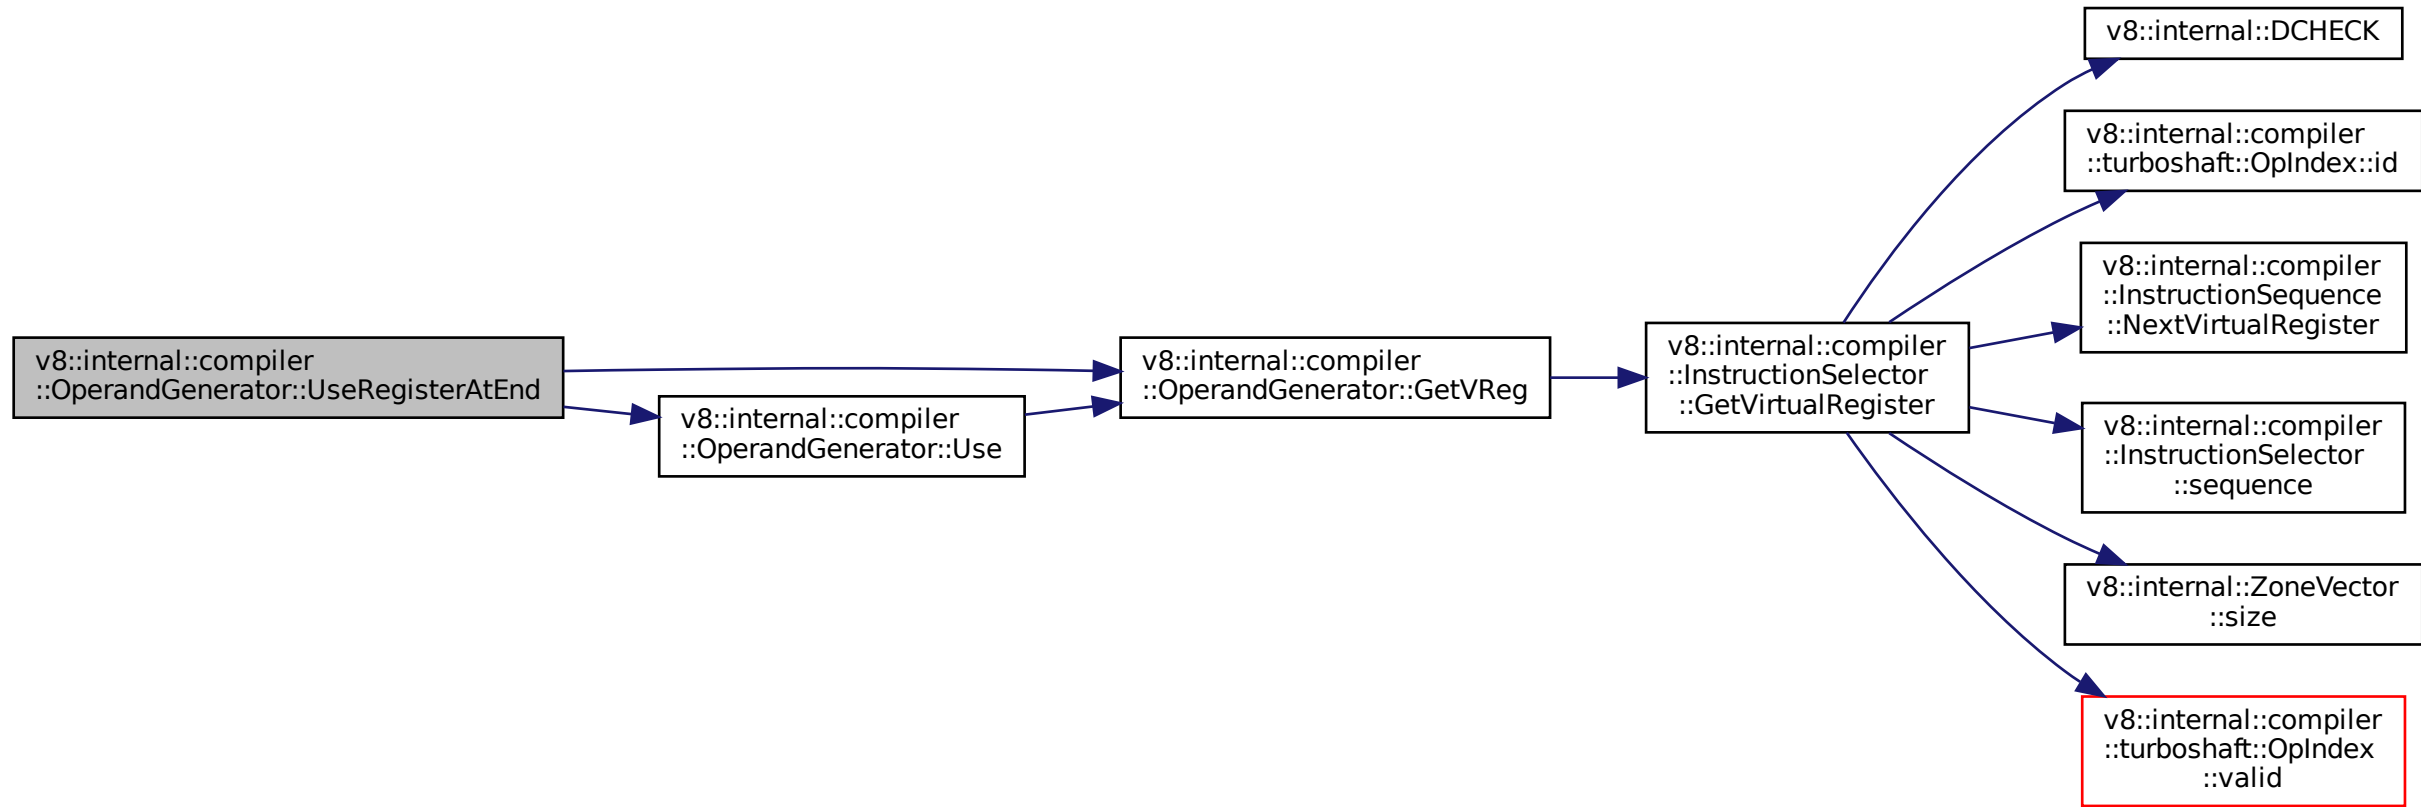 v8::internal::compiler
::OperandGenerator::UseRegisterAtEnd
v8::internal::compiler
::OperandGenerator::Use
v8::internal::compiler
::OperandGenerator::GetVReg
v8::internal::compiler
::InstructionSelector
::GetVirtualRegister
v8::internal::DCHECK
v8::internal::compiler
::turboshaft::OpIndex::id
v8::internal::compiler
::InstructionSequence
::NextVirtualRegister
v8::internal::compiler
::InstructionSelector
::sequence
v8::internal::ZoneVector
::size
v8::internal::compiler
::turboshaft::OpIndex
::valid